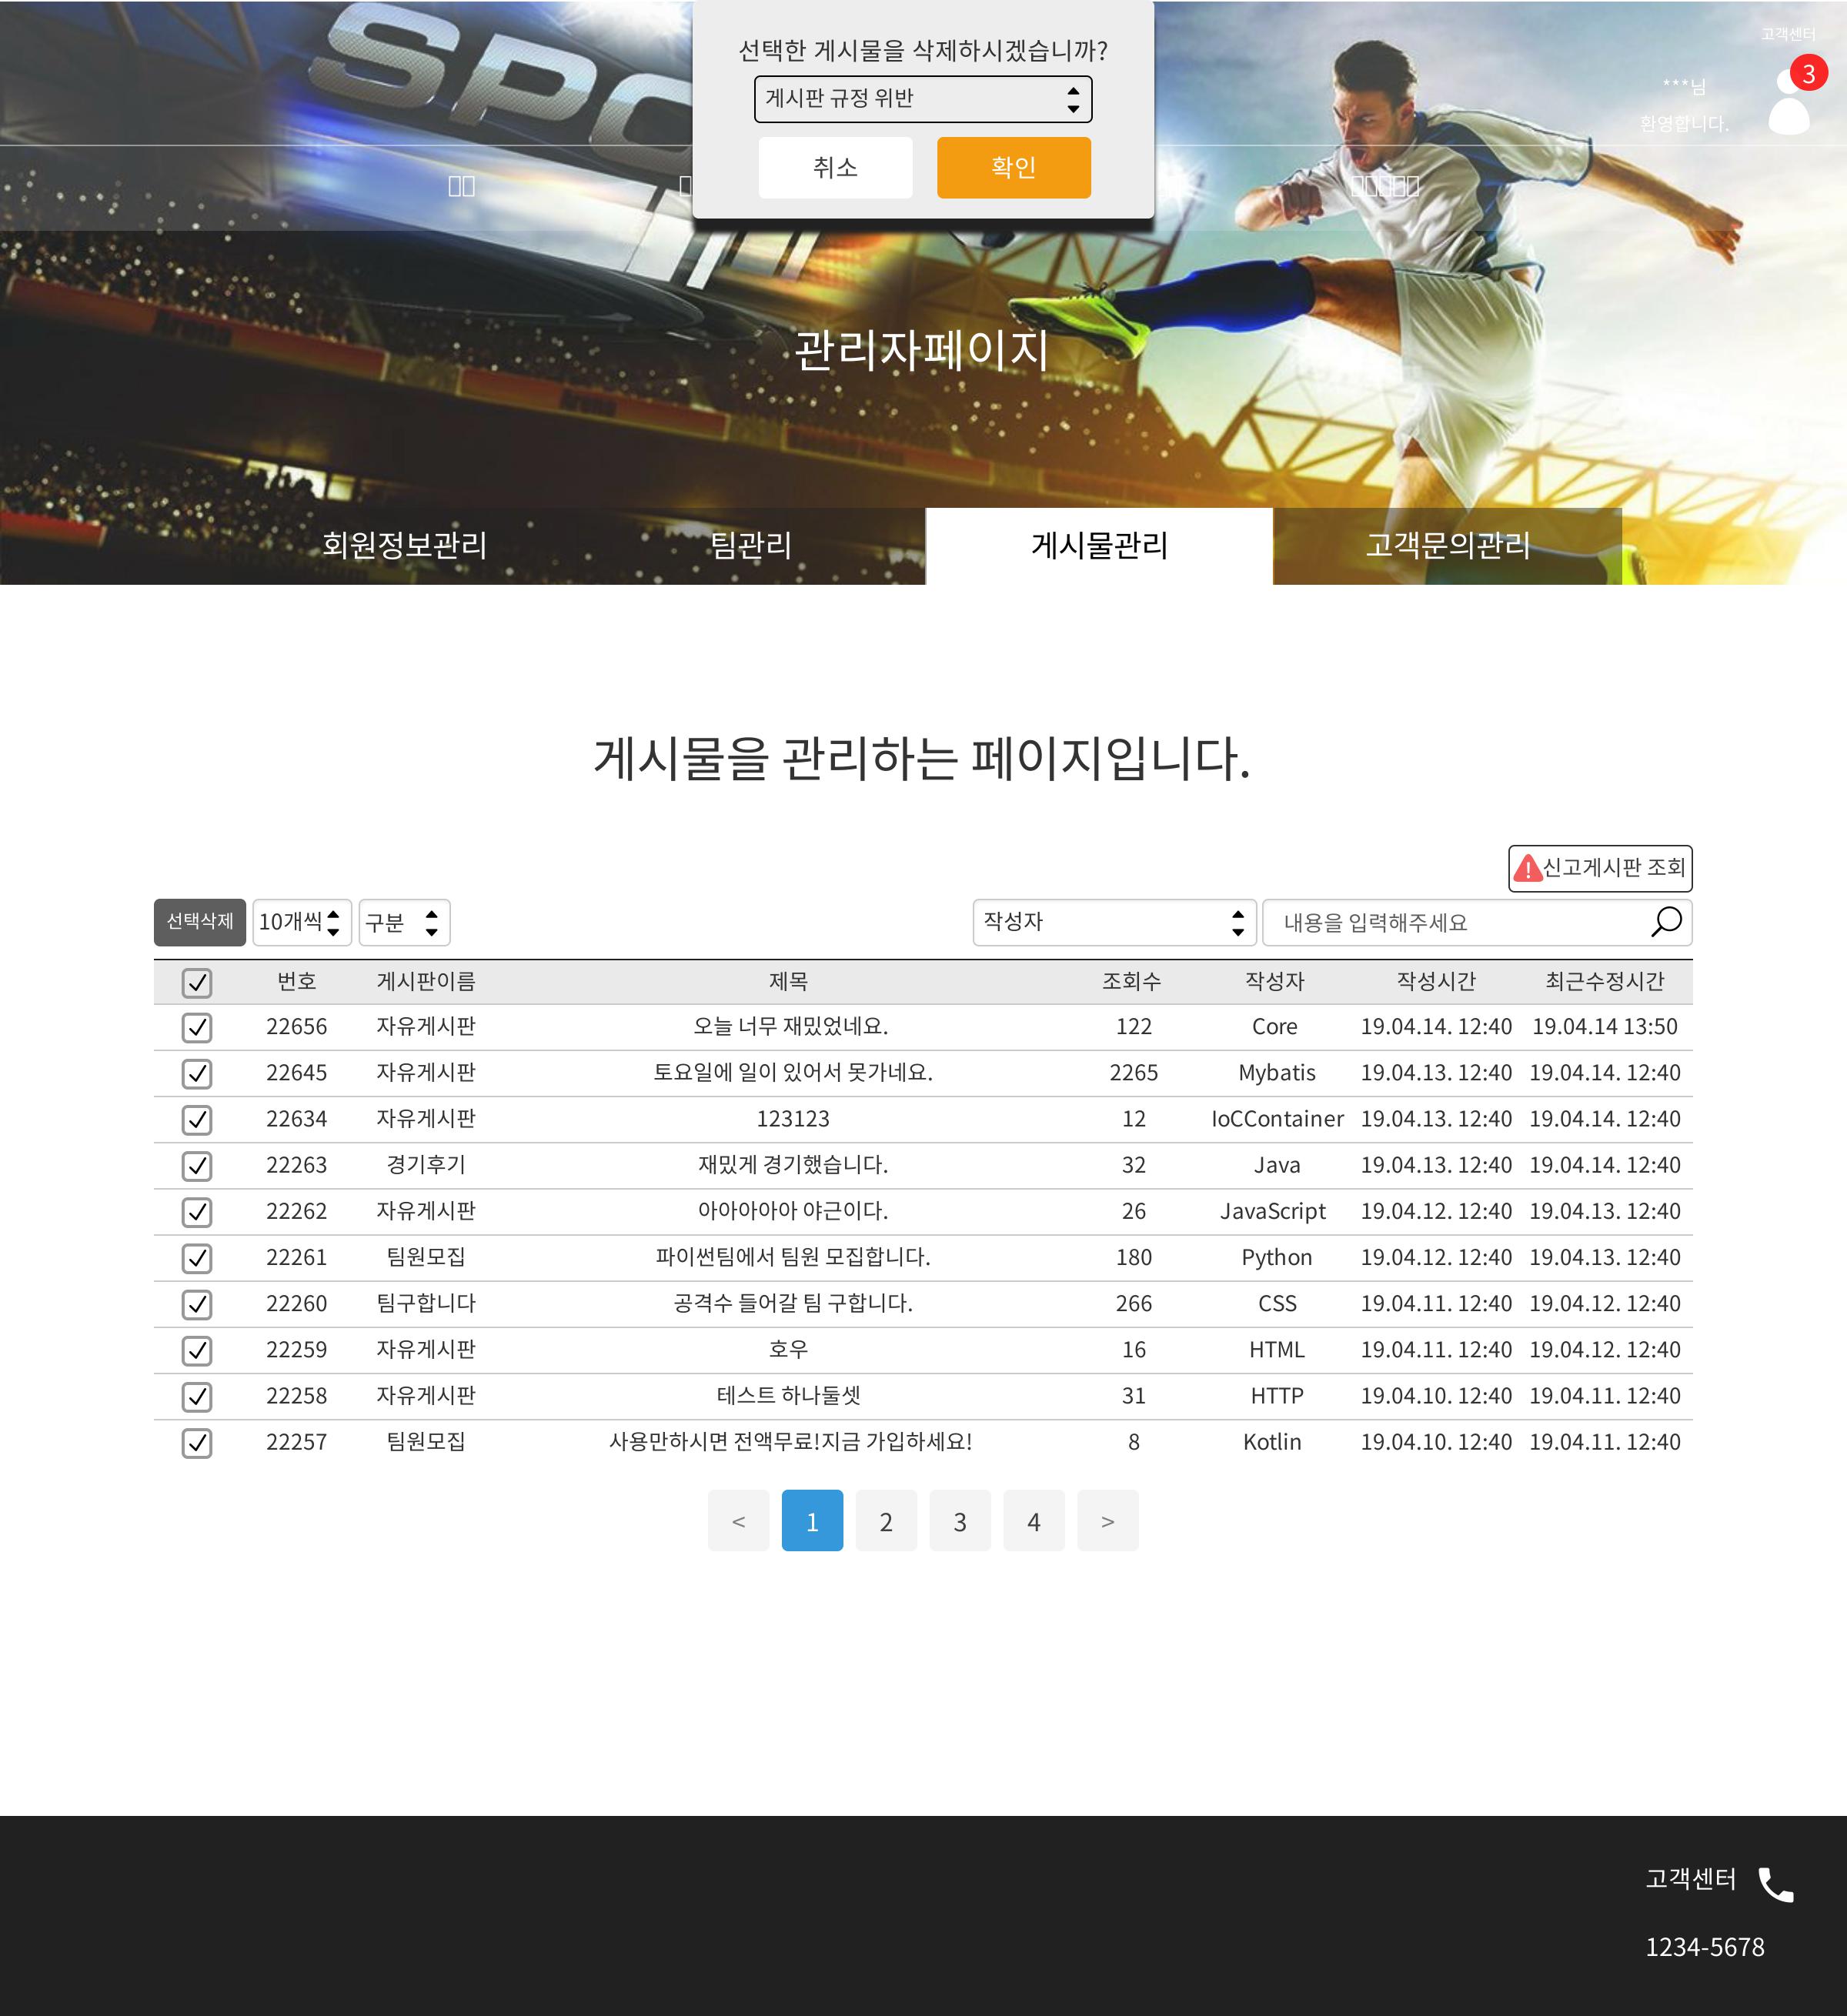 SPO
고객센터
선택한 게시물을 삭제하시겠습니까?
3
***님
게시판 규정 위반
환영합니다.
취소 확인
관리자페이지
회원정보관리 팀관리 게시물관리 고객문의관리
게시물을 관리하는 페이지입니다.
신고게시판 조회
선택삭제 10개씩 구분 작성자 내용을 입력해주세요
번호 게시판이름 제목 조회수 작성자 작성시간 최근수정시간
22656 자유게시판 오늘 너무 재밌었네요. 122 Core 19.04.14. 12:40 19.04.14 13:50
22645 자유게시판 토요일에 일이 있어서 못가네요. 2265 Mybatis 19.04.13. 12:40 19.04.14. 12:40
22634 자유게시판 123123 12 IoCContainer 19.04.13. 12:40 19.04.14. 12:40
22263 경기후기 재밌게 경기했습니다. 32 Java 19.04.13. 12:40 19.04.14. 12:40
22262 자유게시판 아아아아아 야근이다. 26 JavaScript 19.04.12. 12:40 19.04.13. 12:40
22261 팀원모집 파이썬팀에서 팀원 모집합니다. 180 Python 19.04.12. 12:40 19.04.13. 12:40
22260 팀구합니다 공격수 들어갈 팀 구합니다. 266 CSS 19.04.11. 12:40 19.04.12. 12:40
22259 자유게시판 호우 16 HTML 19.04.11. 12:40 19.04.12. 12:40
22258 자유게시판 테스트 하나둘셋 31 HTTP 19.04.10. 12:40 19.04.11. 12:40
22257 팀원모집 사용만하시면 전액무료!지금 가입하세요! 8 Kotlin 19.04.10. 12:40 19.04.11. 12:40
< 1 2 3 4 >
고객센터
1234-5678